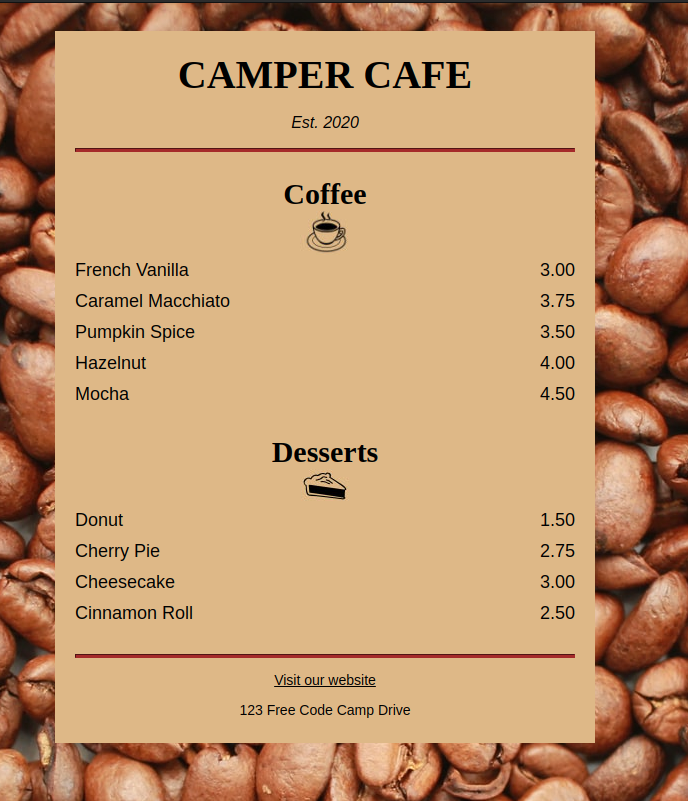 CAMPER CAFE
Est. 2020
Coffee
French Vanilla 3.00
Caramel Macchiato 3.75
Pumpkin Spice 3.50
Hazelnut 4.00
Mocha 4.50
Desserts
Donut 1.50
Cherry Pie 2.75
Cheesecake 3.00
Cinnamon Roll 2.50
Visit our website
123 Free Code Camp Drive